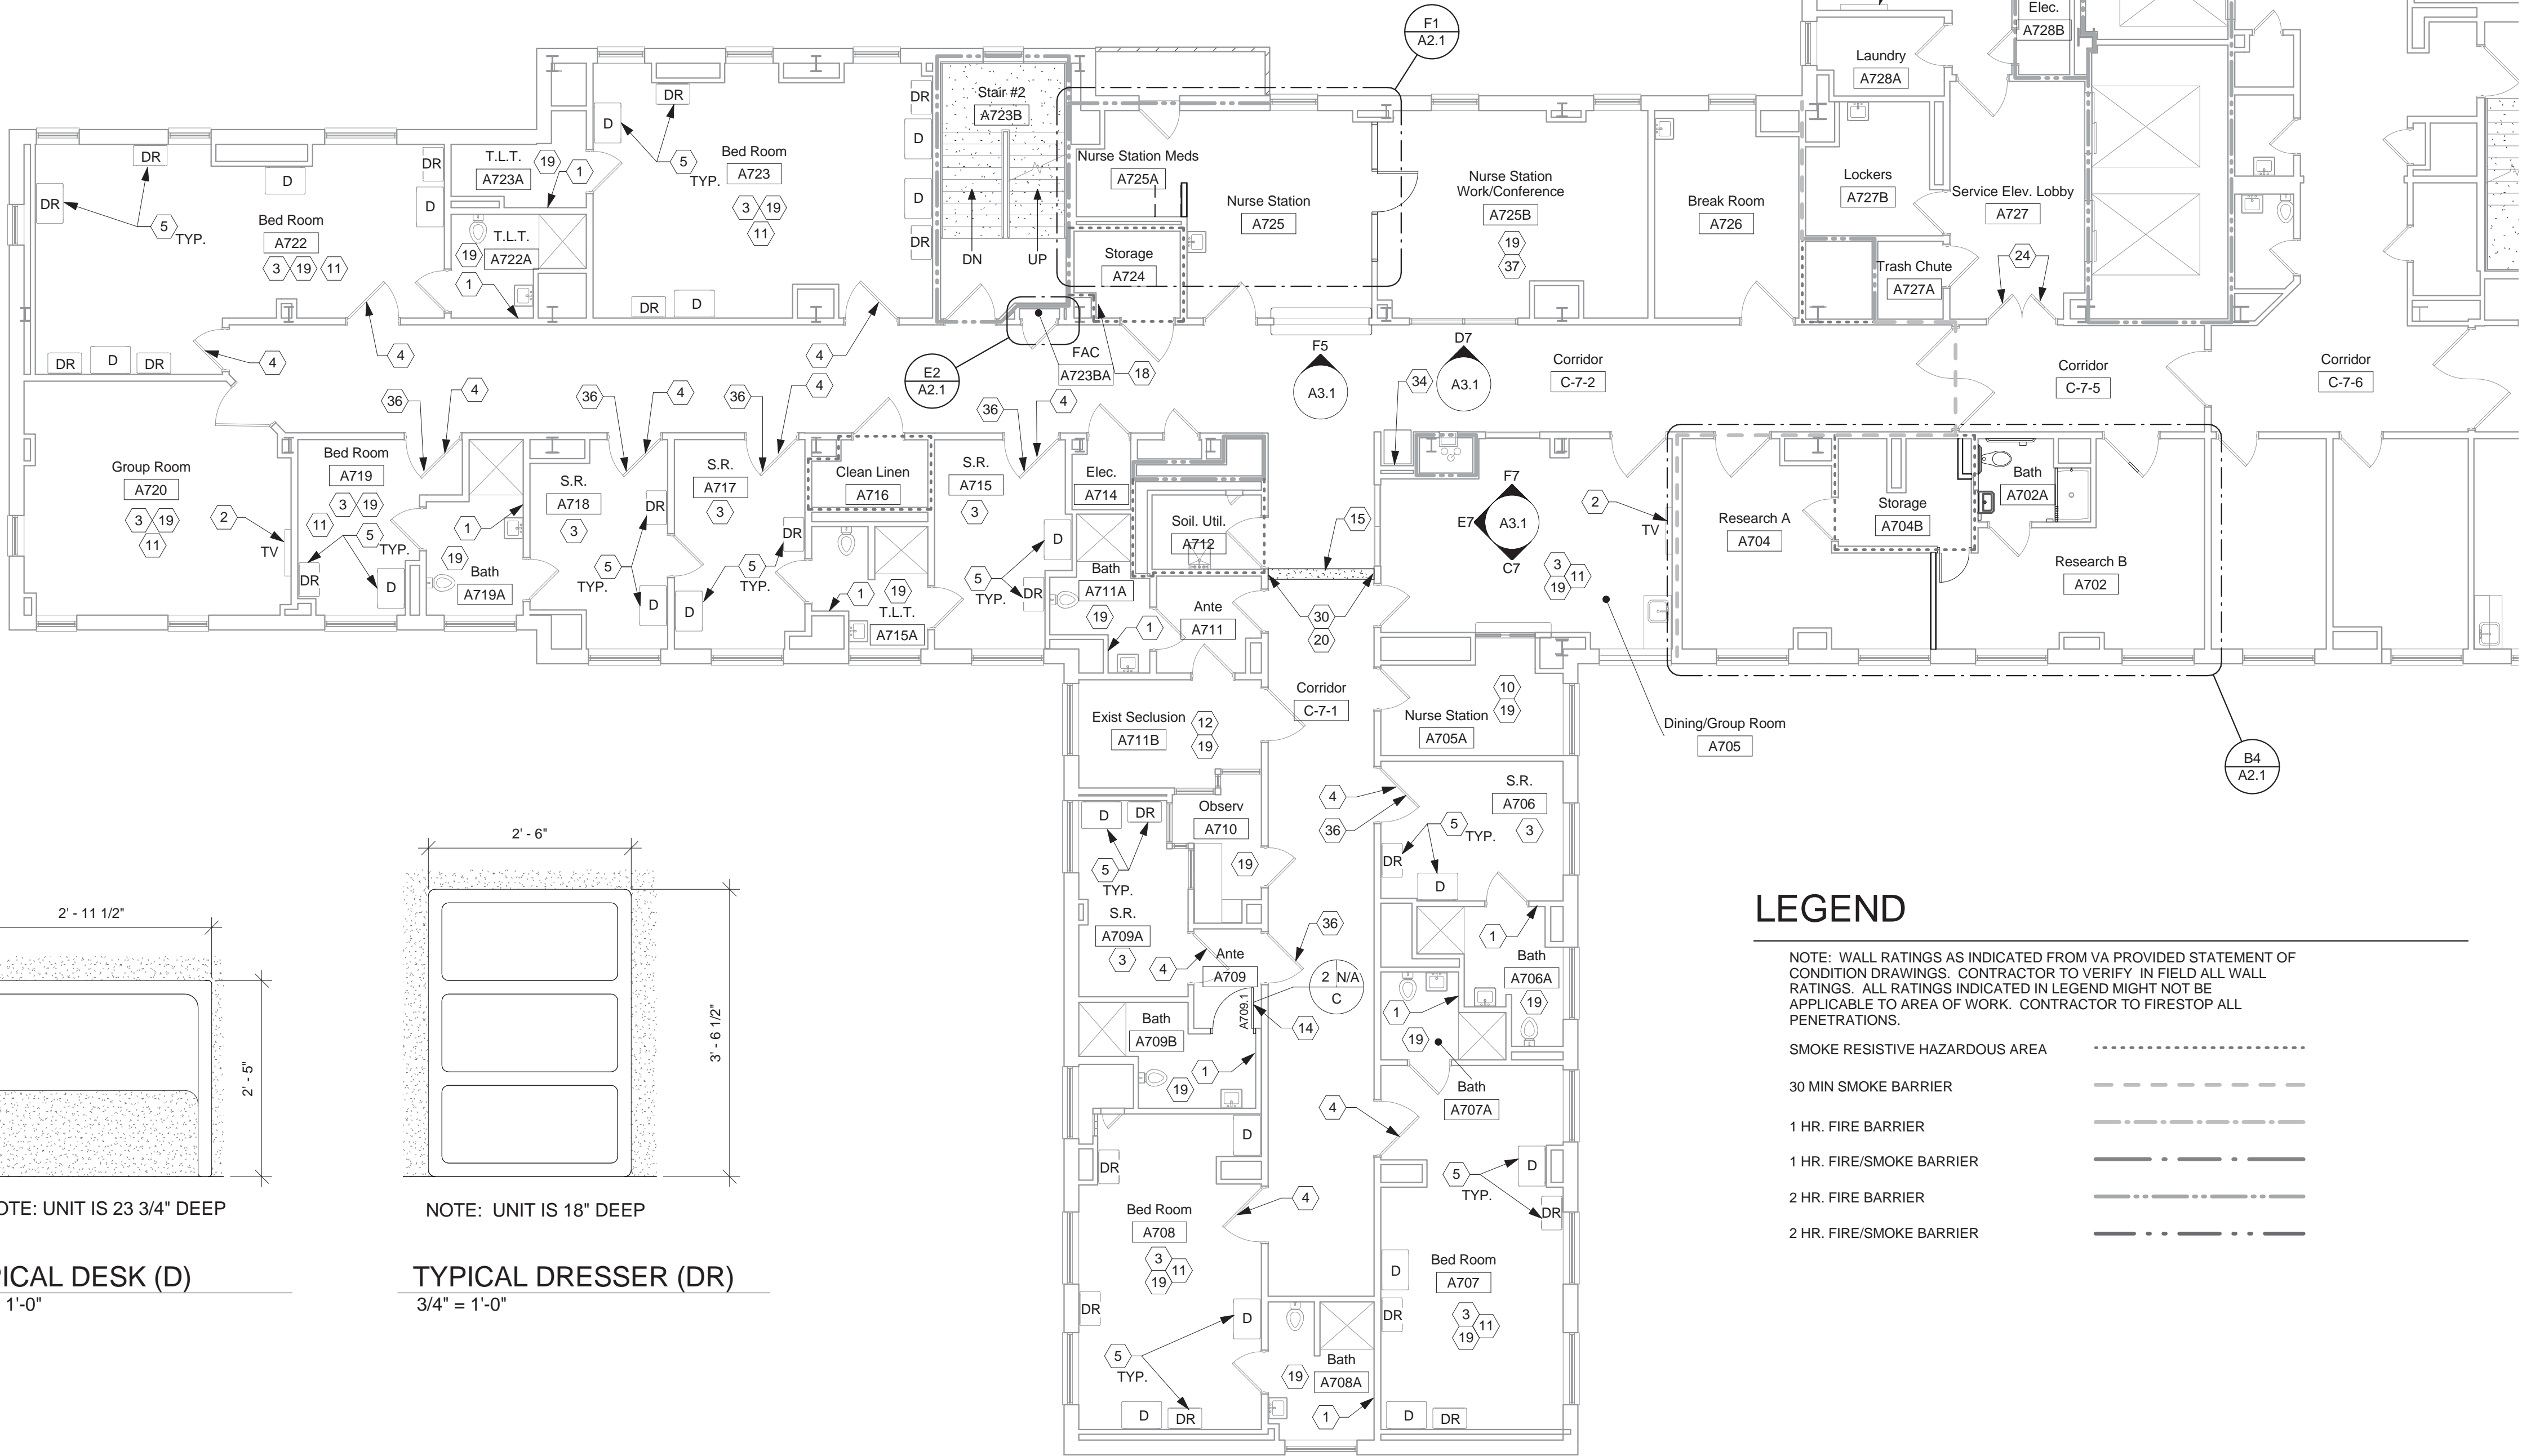 F1
A2.1
Elec.
A728B
Laundry
A728A
Stair #2
A723B
DN
UP
DR
D
DR
D
D
DR
Bed Room
A723
3
19
11
5
TYP.
DR
D
T.L.T.
A723A
19
1
DR
D
DR
D
DR
5
TYP.
Bed Room
A722
3
19
11
T.L.T.
A722A
19
1
DR
D
DR
4
4
4
Nurse Station Meds
A725A
Nurse Station
A725
Storage
A724
Nurse Station
Work/Conference
A725B
19
37
Break Room
A726
Lockers
A727B
Service Elev. Lobby
A727
Trash Chute
A727A
24
E2
A2.1
FAC
A723BA
18
F5
A3.1
D7
A3.1
34
Corridor
C-7-2
Corridor
C-7-5
Corridor
C-7-6
36
4
36
4
36
4
36
4
Group Room
A720
3
19
11
2
TV
Bed Room
A719
3
19
11
5
TYP.
DR
D
1
19
Bath
A719A
S.R.
A718
3
5
TYP.
DR
D
S.R.
A717
3
5
TYP.
DR
D
Clean Linen
A716
1
19
T.L.T.
A715A
S.R.
A715
3
5
TYP.
D
DR
Elec.
A714
Soil. Util.
A712
Bath
A711A
19
1
Ante
A711
15
30
20
F7
E7
A3.1
C7
3
11
19
2
TV
Research A
A704
Storage
A704B
Bath
A702A
Research B
A702
Dining/Group Room
A705
B4
A2.1
Exist Seclusion
A711B
12
19
Corridor
C-7-1
10
19
Nurse Station
A705A
Observ
A710
19
D
DR
5
TYP.
S.R.
A709A
3
4
Ante
A709
36
2
N/A
C
A709.1
14
Bath
A709B
19
1
4
36
S.R.
A706
3
5
TYP.
DR
D
1
Bath
A706A
19
1
19
Bath
A707A
4
D
DR
Bed Room
A708
3
11
19
4
DR
D
5
TYP.
D
DR
19
Bath
A708A
1
5
TYP.
D
DR
D
DR
Bed Room
A707
3
11
19
D
DR
2' - 11 1/2"
2' - 5"
OTE: UNIT IS 23 3/4" DEEP
PICAL DESK (D)
1'-0"
2' - 6"
3' - 6 1/2"
NOTE: UNIT IS 18" DEEP
TYPICAL DRESSER (DR)
3/4" = 1'-0"
LEGEND
NOTE: WALL RATINGS AS INDICATED FROM VA PROVIDED STATEMENT OF
CONDITION DRAWINGS. CONTRACTOR TO VERIFY IN FIELD ALL WALL
RATINGS. ALL RATINGS INDICATED IN LEGEND MIGHT NOT BE
APPLICABLE TO AREA OF WORK. CONTRACTOR TO FIRESTOP ALL
PENETRATIONS.
SMOKE RESISTIVE HAZARDOUS AREA
30 MIN SMOKE BARRIER
1 HR. FIRE BARRIER
1 HR. FIRE/SMOKE BARRIER
2 HR. FIRE BARRIER
2 HR. FIRE/SMOKE BARRIER